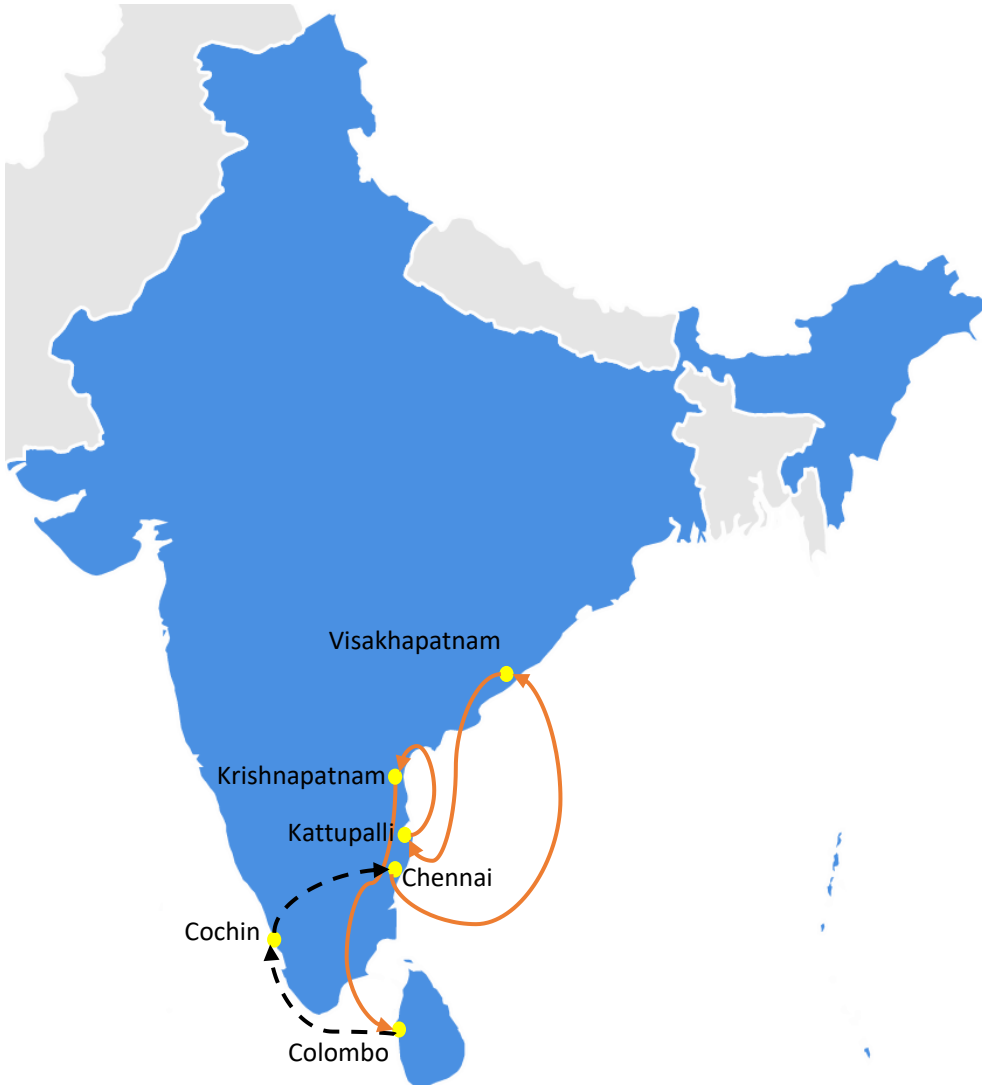 Visakhapatnam
Krishnapatnam
Kattupalli
Chennai
Cochin
Colombo